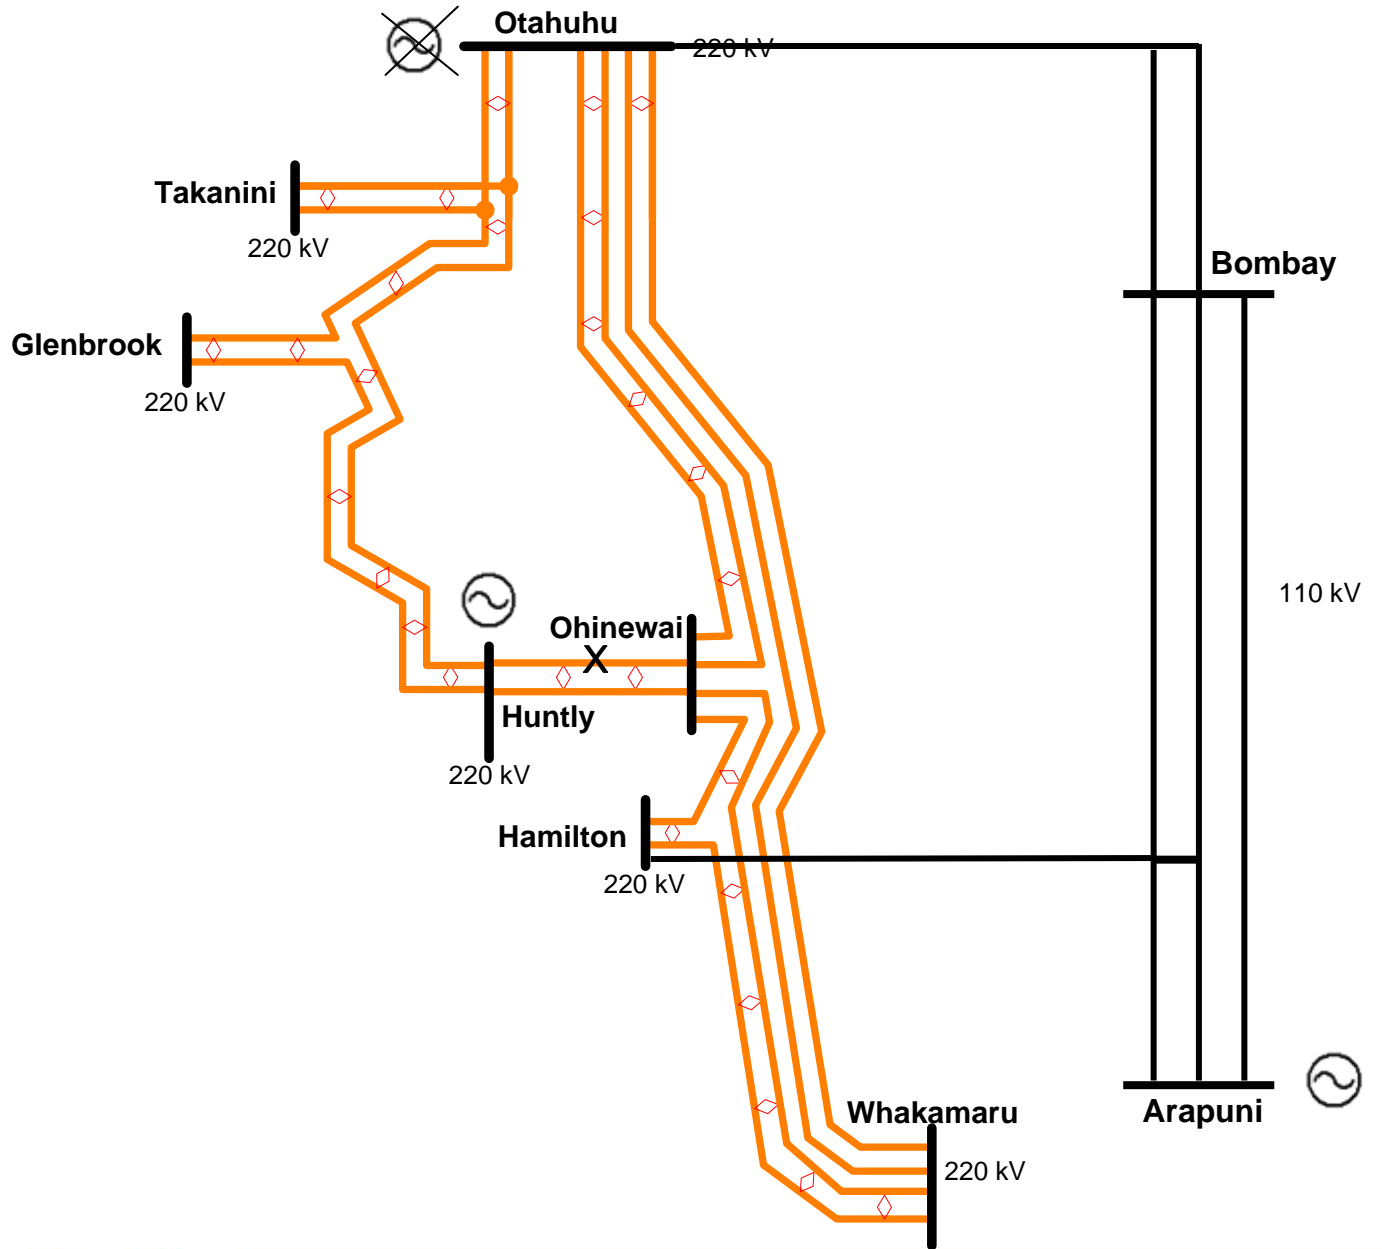 Otahuhu
220 kV
Takanini
220 kV
Bombay
Glenbrook
220 kV
110 kV
Ohinewai
X
Huntly
220 kV
Hamilton
220 kV
Whakamaru
Arapuni
220 kV